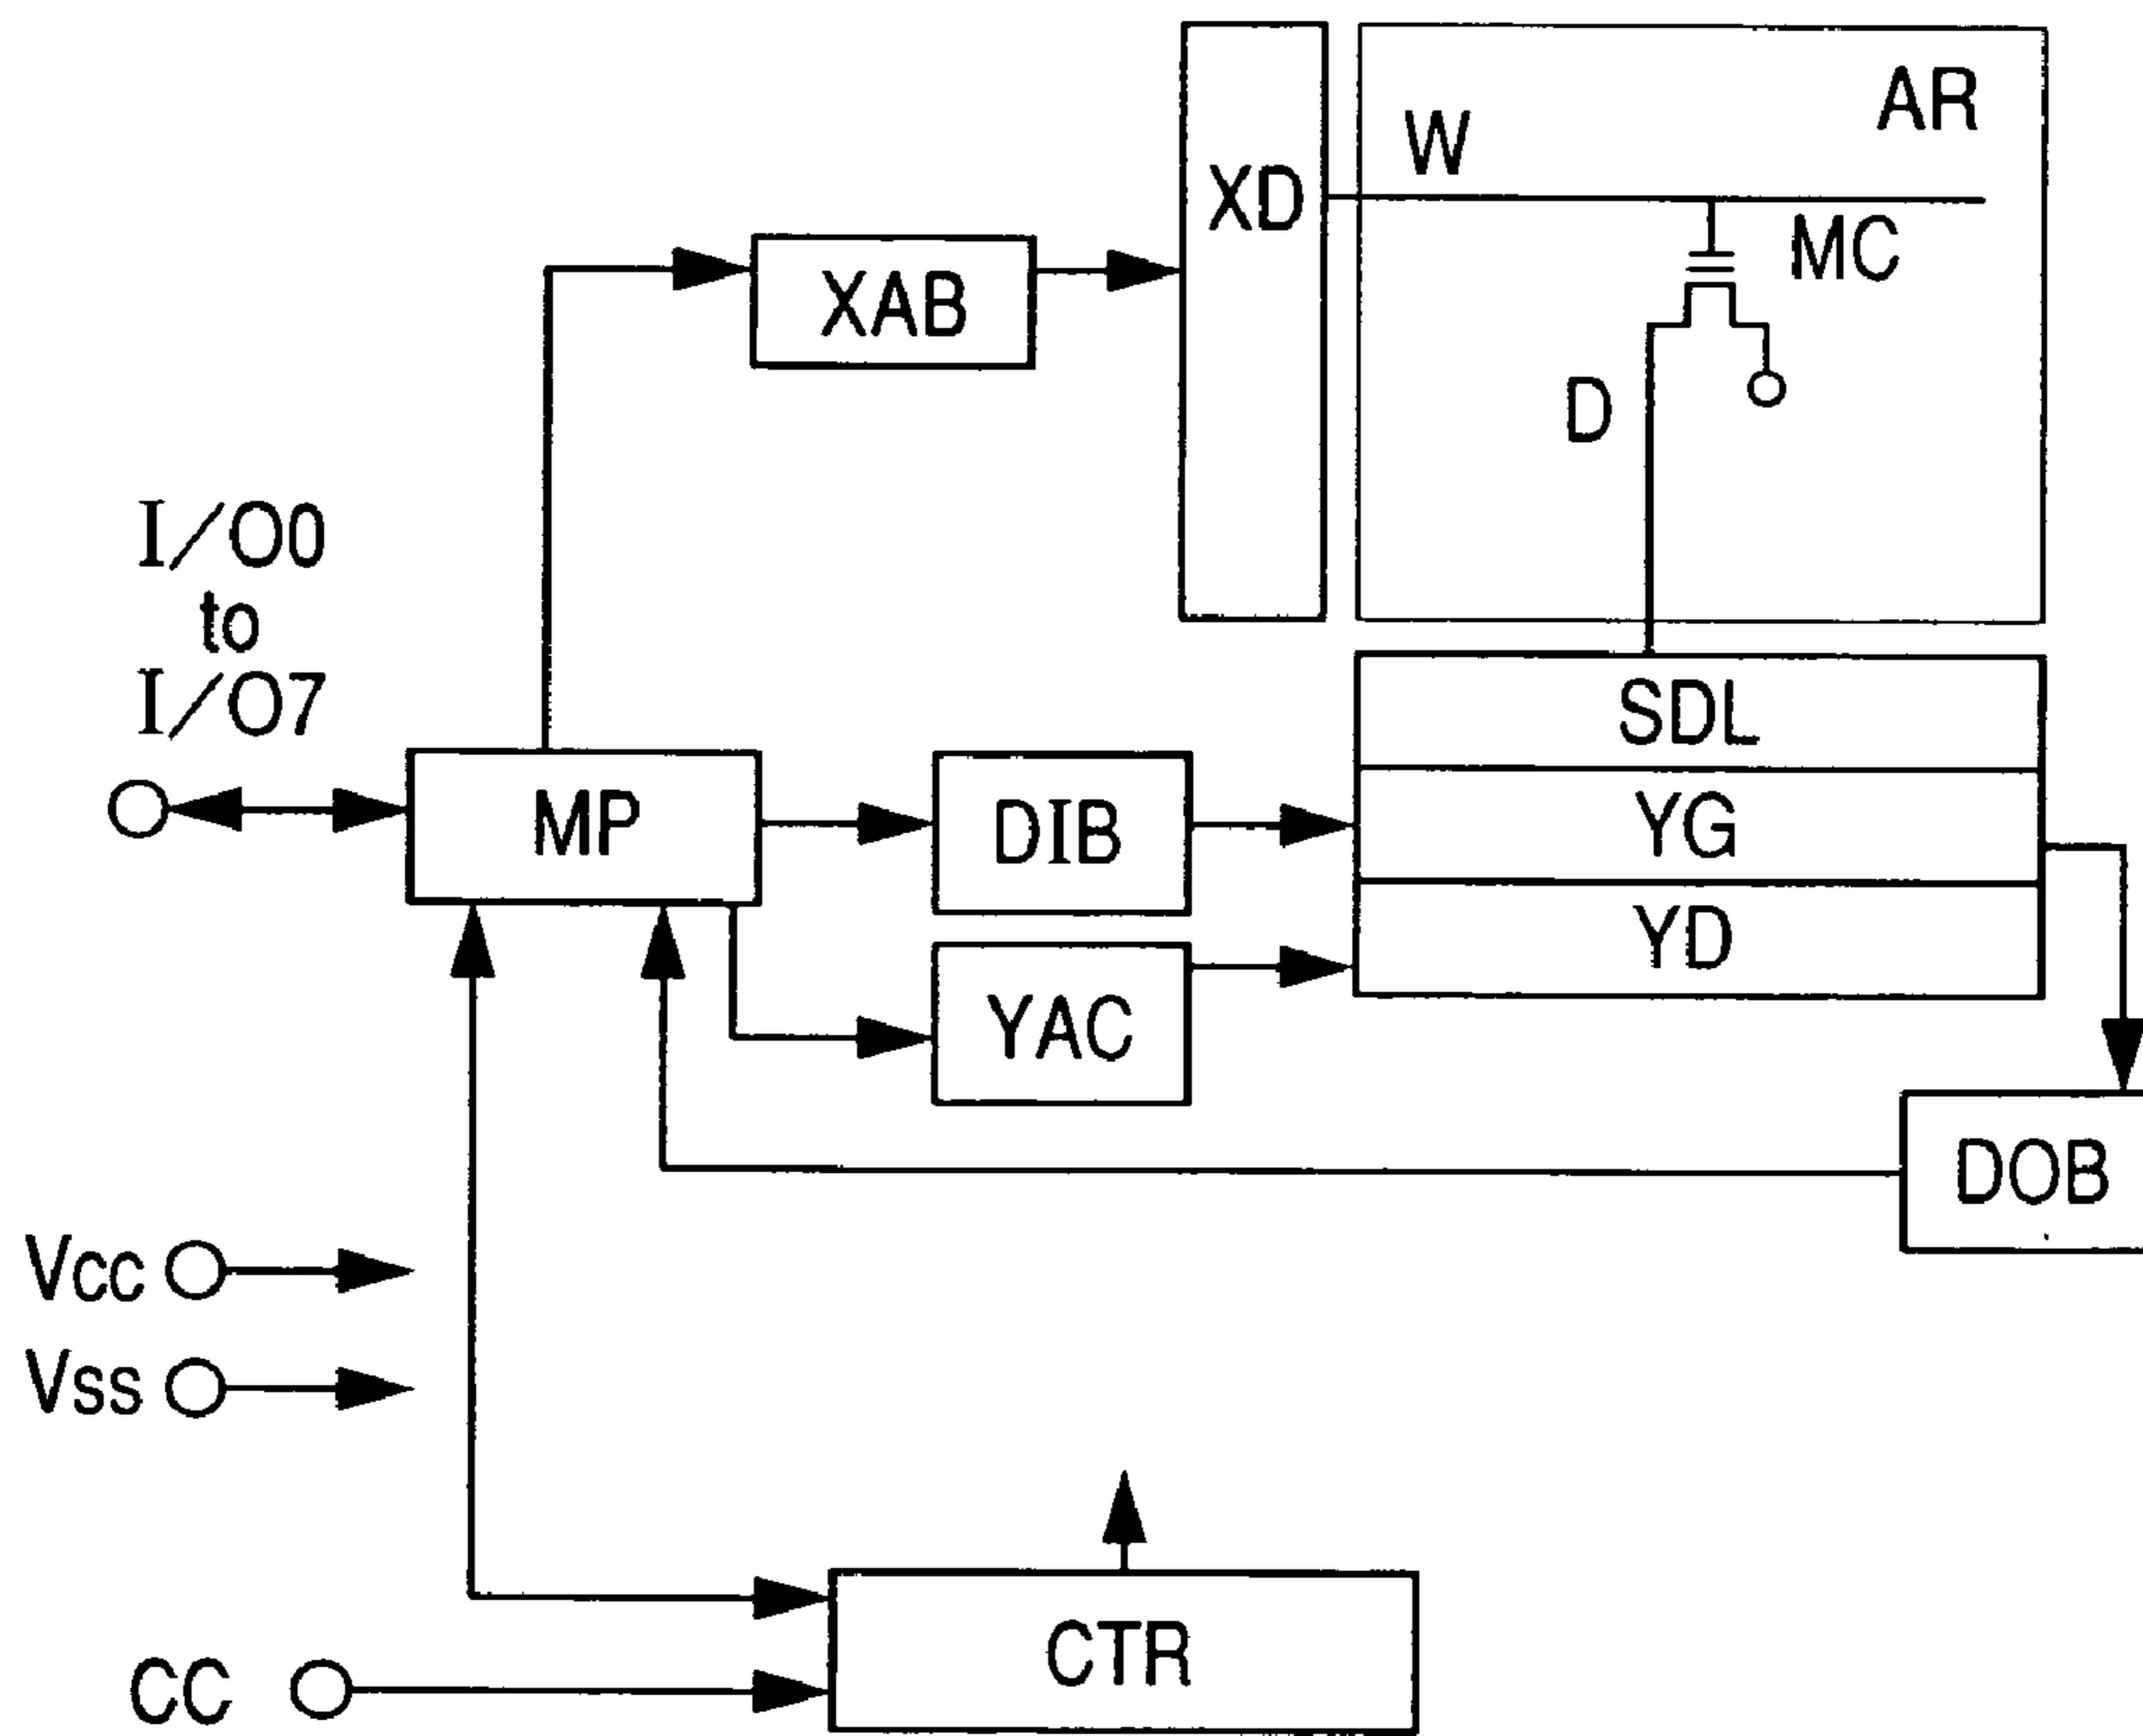 AR
W
XD
MC
XAB
D
I/O0
to
I/O7
SDL
MP
DIB
YG
YD
YAC
DOB
Vcc
Vss
CTR
CC